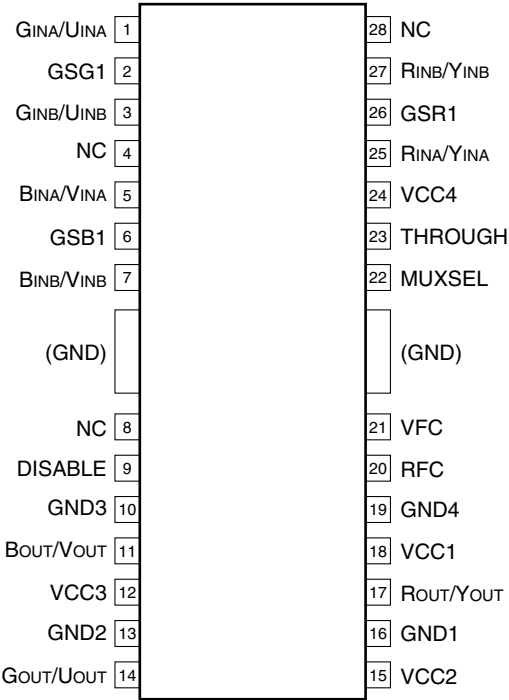 GINA/UINA 1
GSG1 2
GINB/UINB 3
NC 4
BINA/VINA 5
GSB1 6
BINB/VINB 7
(GND)
NC 8
DISABLE 9
GND3 10
BOUT/VOUT 11
VCC3 12
GND2 13
GOUT/UOUT 14
28 NC
27 RINB/YINB
26 GSR1
25 RINA/YINA
24 VCC4
23 THROUGH
22 MUXSEL
(GND)
21 VFC
20 RFC
19 GND4
18 VCC1
17 ROUT/YOUT
16 GND1
15 VCC2